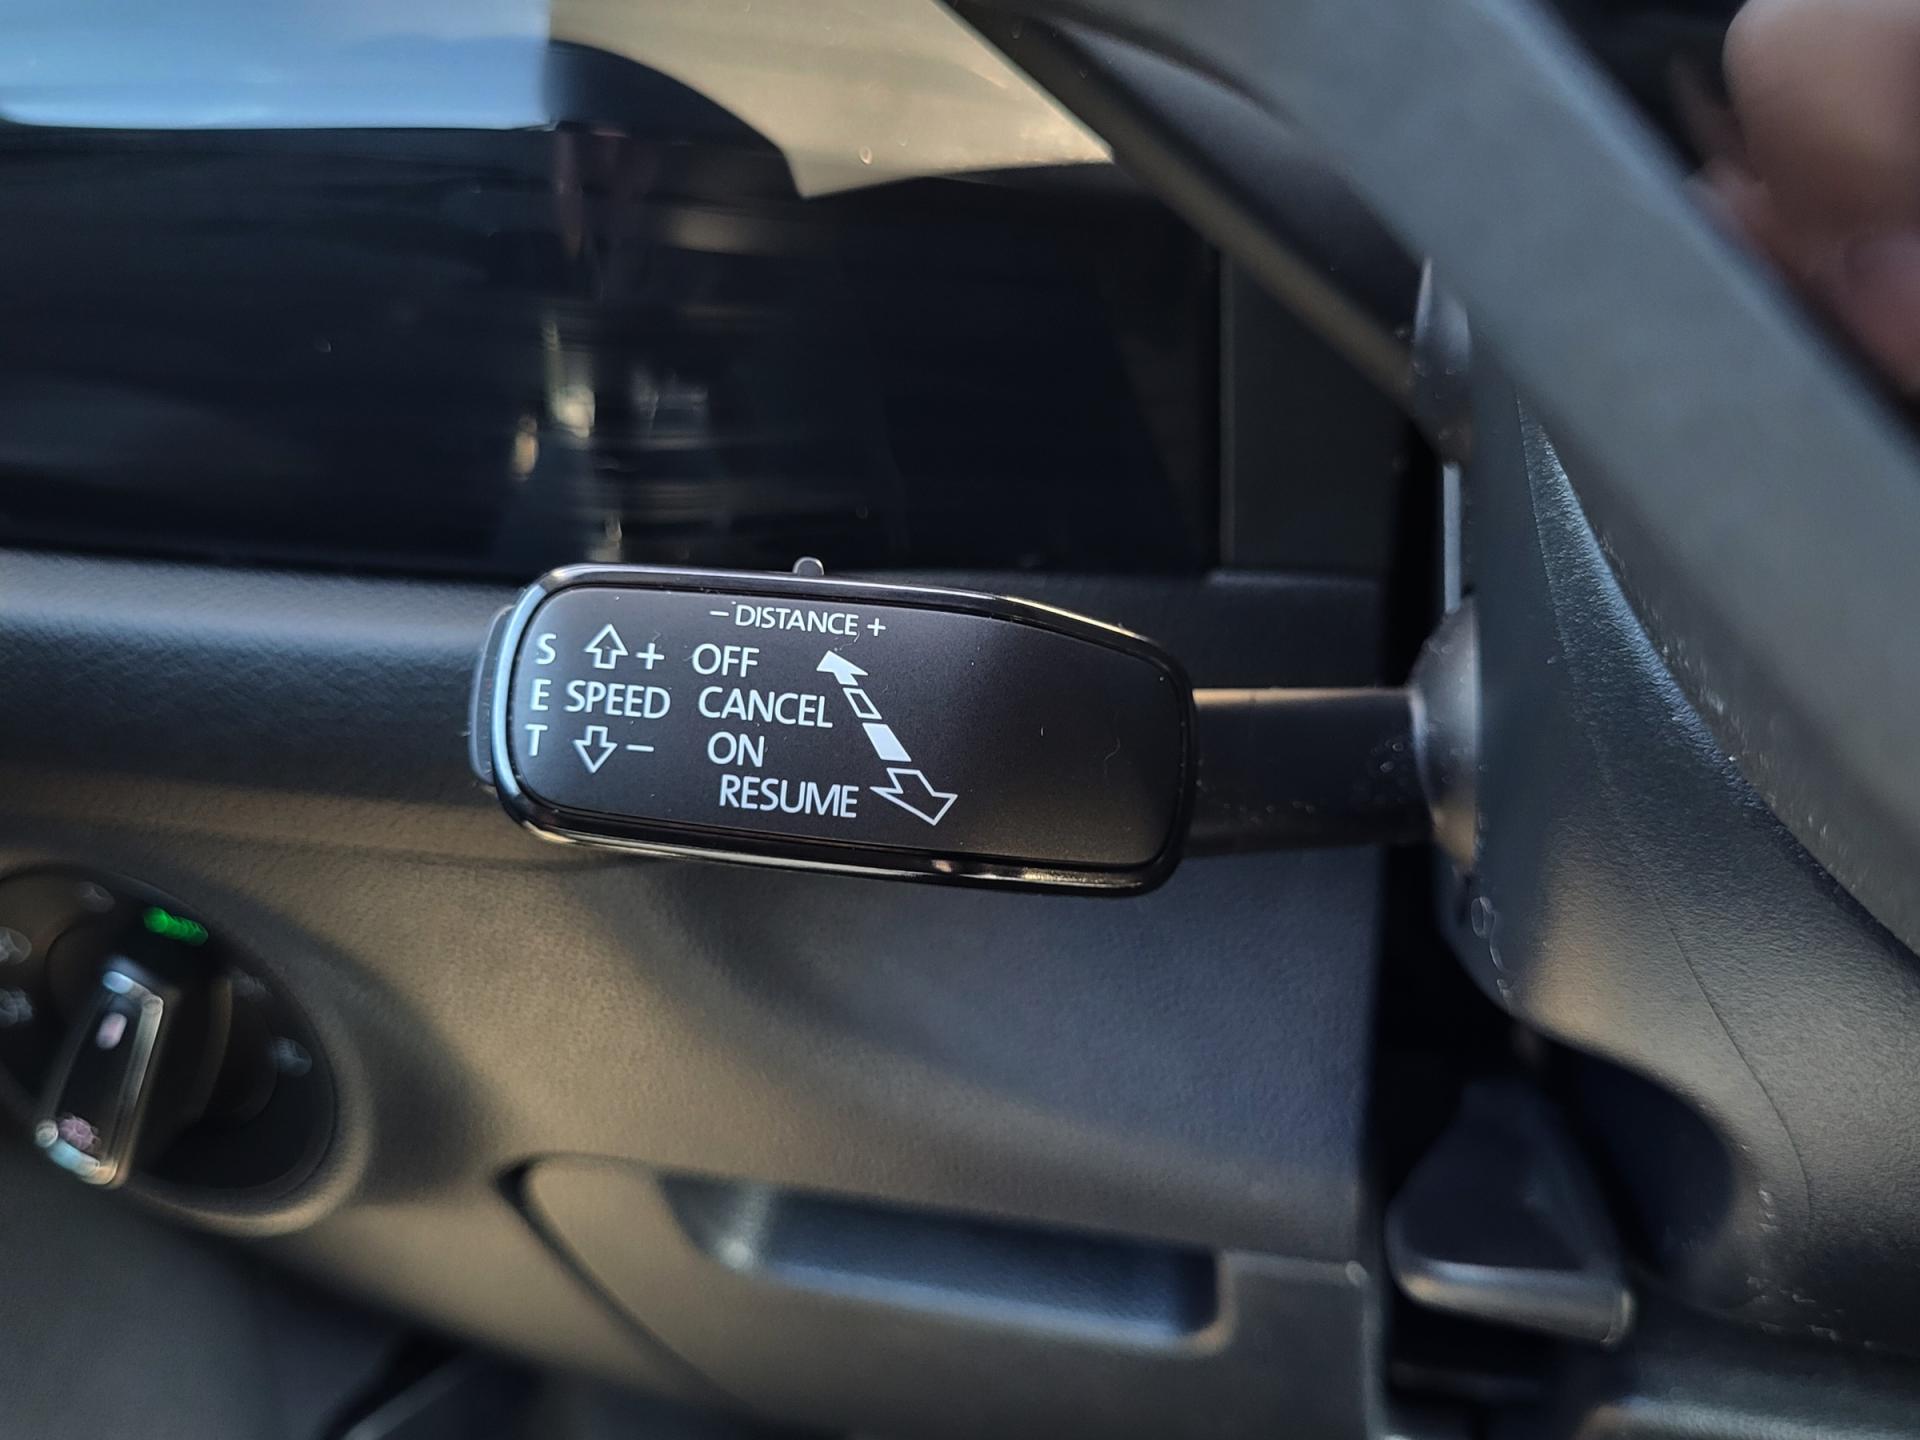 − DISTANCE +
S + OFF
E SPEED CANCEL
T − ON
RESUME